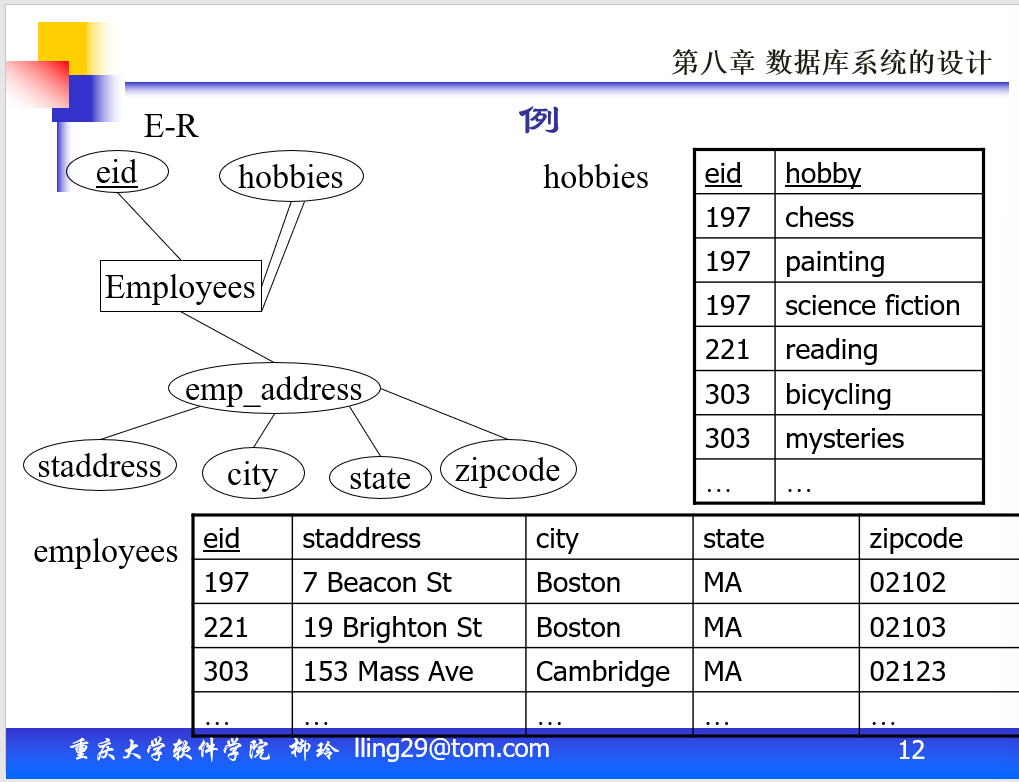 第八章 数据库系统的设计
例
E-R
eid
hobbies
Employees
emp_address
staddress
city
state
zipcode
hobbies
eid hobby
197 chess
197 painting
197 science fiction
221 reading
303 bicycling
303 mysteries
… …
employees
eid staddress city state zipcode
197 7 Beacon St Boston MA 02102
221 19 Brighton St Boston MA 02103
303 153 Mass Ave Cambridge MA 02123
… … … … …
重庆大学软件学院 柳玲 lling29@tom.com 12